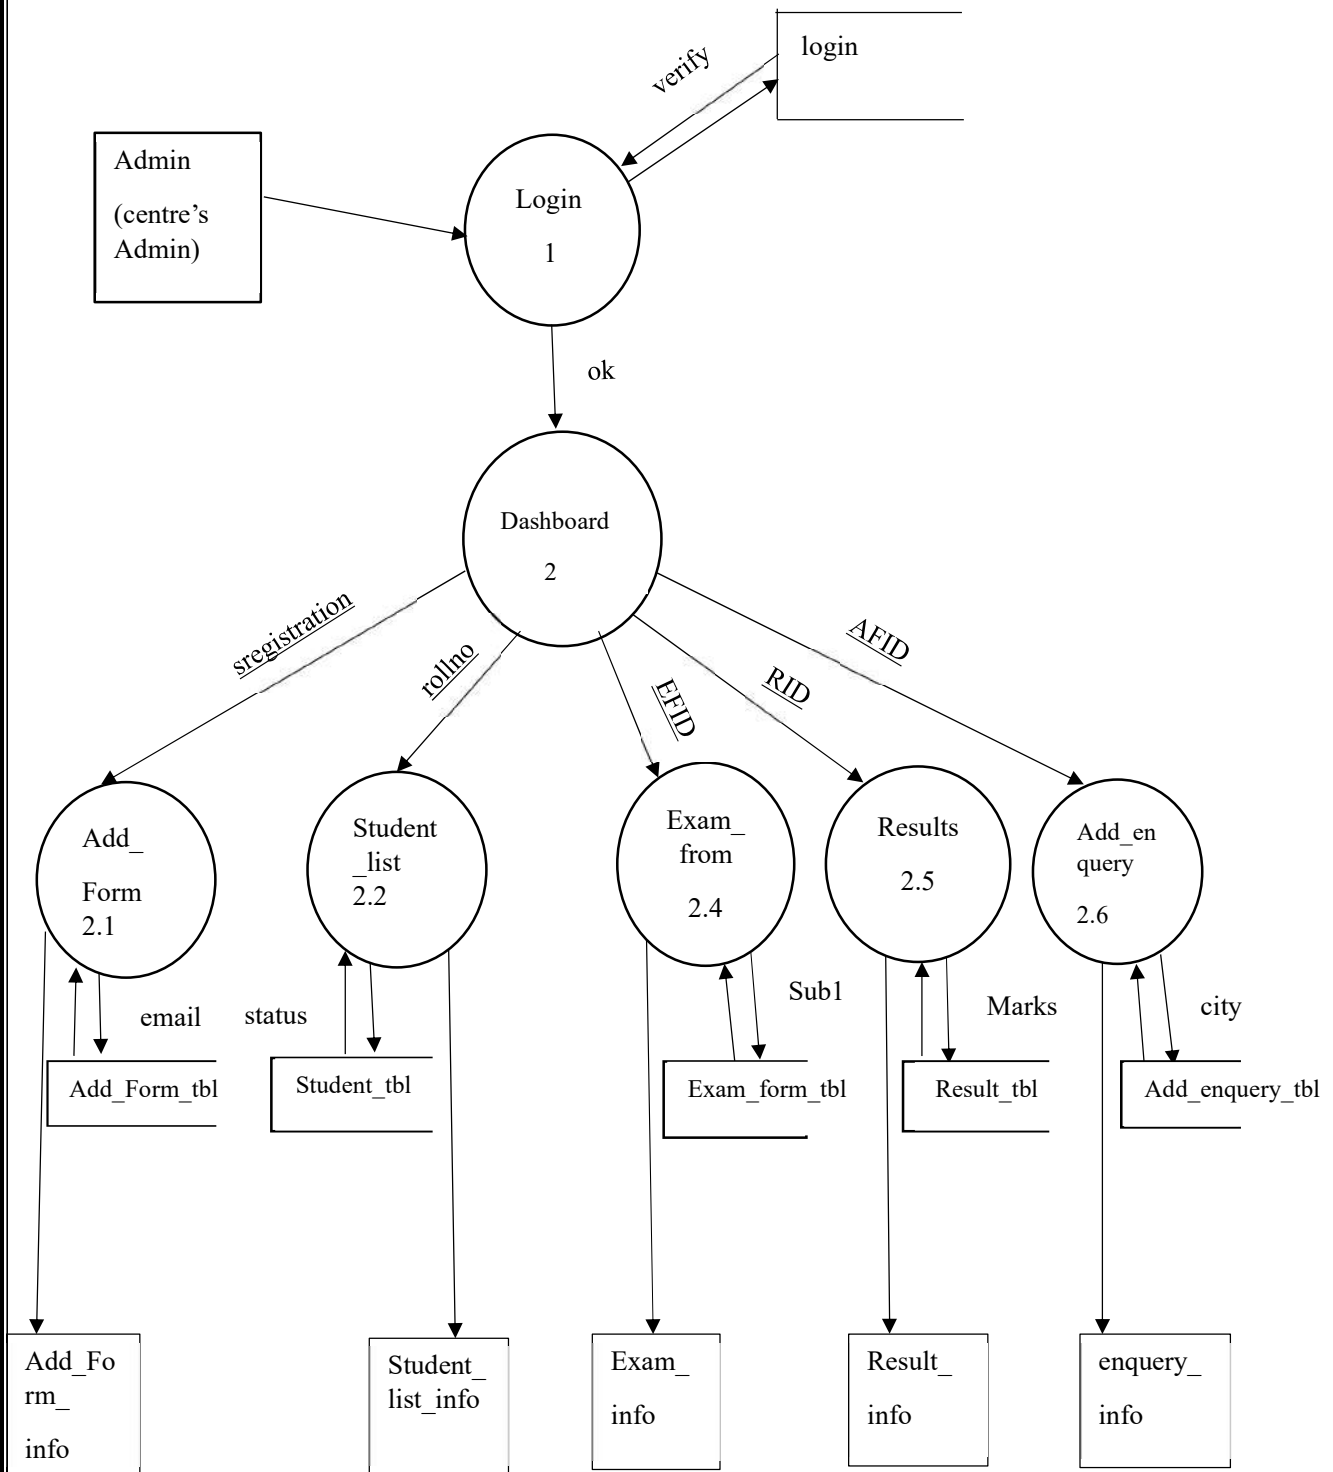 login
verify
Admin
(centre’s
Admin)
Login
1
ok
Dashboard
2
sregistration
rollno
EFID
RID
AFID
Add_
Form
2.1
Student
_list
2.2
Exam_
from
2.4
Results
2.5
Add_en
query
2.6
email
status
Sub1
Marks
city
Add_Form_tbl
Student_tbl
Exam_form_tbl
Result_tbl
Add_enquery_tbl
Add_Fo
rm_
info
Student_
list_info
Exam_
info
Result_
info
enquery_
info